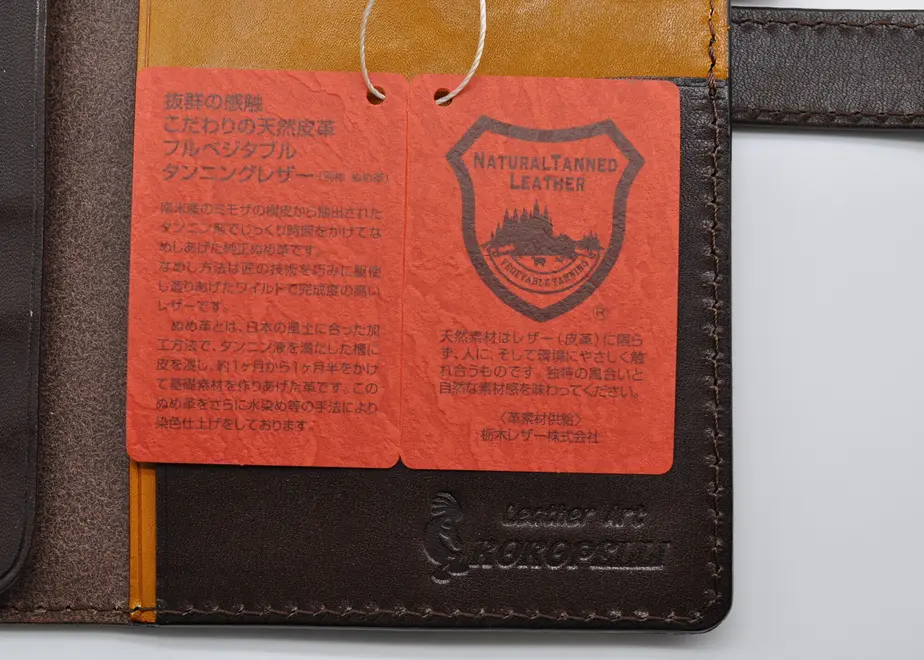 抜群の感触
こだわりの天然皮革
フルベジタブル
タンニングレザー(別称 ぬめ革)
南米産のミモザの樹皮から抽出された
タンニン液でじっくり時間をかけてな
めしあげた純正ぬめ革です。
なめし方法は匠の技術を巧みに駆使
し造りあげたワイルドで完成度の高い
レザーです。
ぬめ革とは、日本の風土に合った加
工方法で、タンニン液を満たした槽に
皮を浸し、約1ヶ月から1ヶ月半をかけ
て基礎素材を作りあげた革です。この
ぬめ革をさらに水染め等の手法により
染色仕上げをしております。
NATURAL TANNED
LEATHER
VEGETABLE TANNING
®
天然素材はレザー(皮革)に限ら
ず、人に、そして環境にやさしく触
れ合うものです。独特の風合いと
自然な素材感を味わってください。
〈革素材供給〉
栃木レザー株式会社
Leather Art
KOKOPELLI